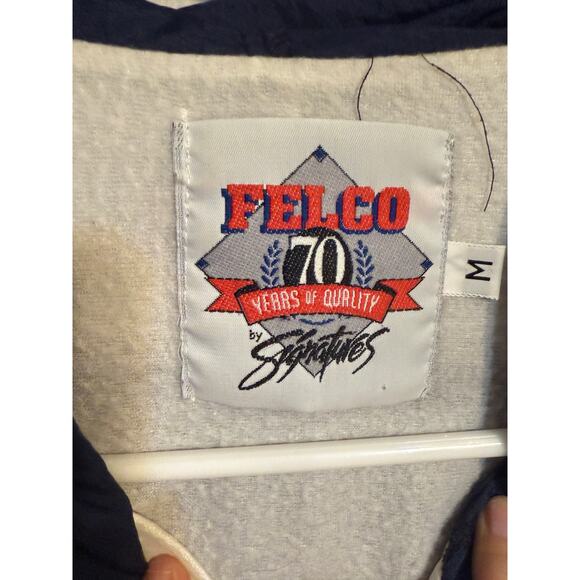 FELCO
70
YEARS OF QUALITY
by
Signatures
M